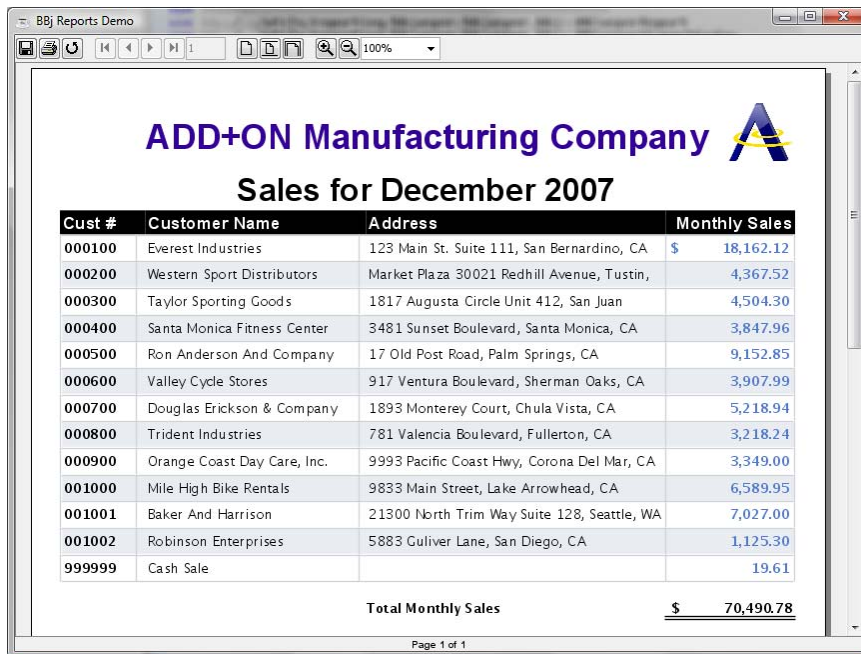 BBj Reports Demo
1
100%
ADD+ON Manufacturing Company
Sales for December 2007
Cust # Customer Name Address Monthly Sales
000100 Everest Industries 123 Main St. Suite 111, San Bernardino, CA $ 18,162.12
000200 Western Sport Distributors Market Plaza 30021 Redhill Avenue, Tustin, 4,367.52
000300 Taylor Sporting Goods 1817 Augusta Circle Unit 412, San Juan 4,504.30
000400 Santa Monica Fitness Center 3481 Sunset Boulevard, Santa Monica, CA 3,847.96
000500 Ron Anderson And Company 17 Old Post Road, Palm Springs, CA 9,152.85
000600 Valley Cycle Stores 917 Ventura Boulevard, Sherman Oaks, CA 3,907.99
000700 Douglas Erickson & Company 1893 Monterey Court, Chula Vista, CA 5,218.94
000800 Trident Industries 781 Valencia Boulevard, Fullerton, CA 3,218.24
000900 Orange Coast Day Care, Inc. 9993 Pacific Coast Hwy, Corona Del Mar, CA 3,349.00
001000 Mile High Bike Rentals 9833 Main Street, Lake Arrowhead, CA 6,589.95
001001 Baker And Harrison 21300 North Trim Way Suite 128, Seattle, WA 7,027.00
001002 Robinson Enterprises 5883 Guliver Lane, San Diego, CA 1,125.30
999999 Cash Sale 19.61
Total Monthly Sales $ 70,490.78
Page 1 of 1